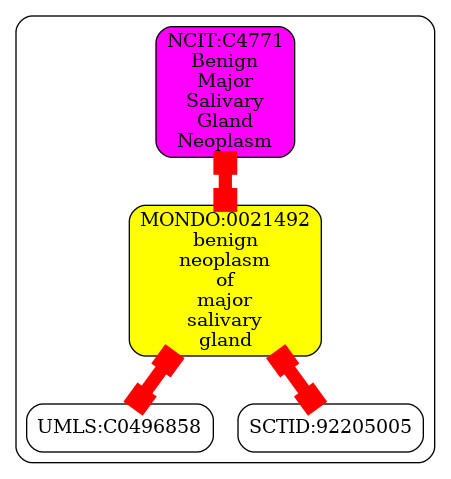 NCIT:C4771
Benign
Major
Salivary
Gland
Neoplasm
MONDO:0021492
benign
neoplasm
of
major
salivary
gland
UMLS:C0496858
SCTID:92205005